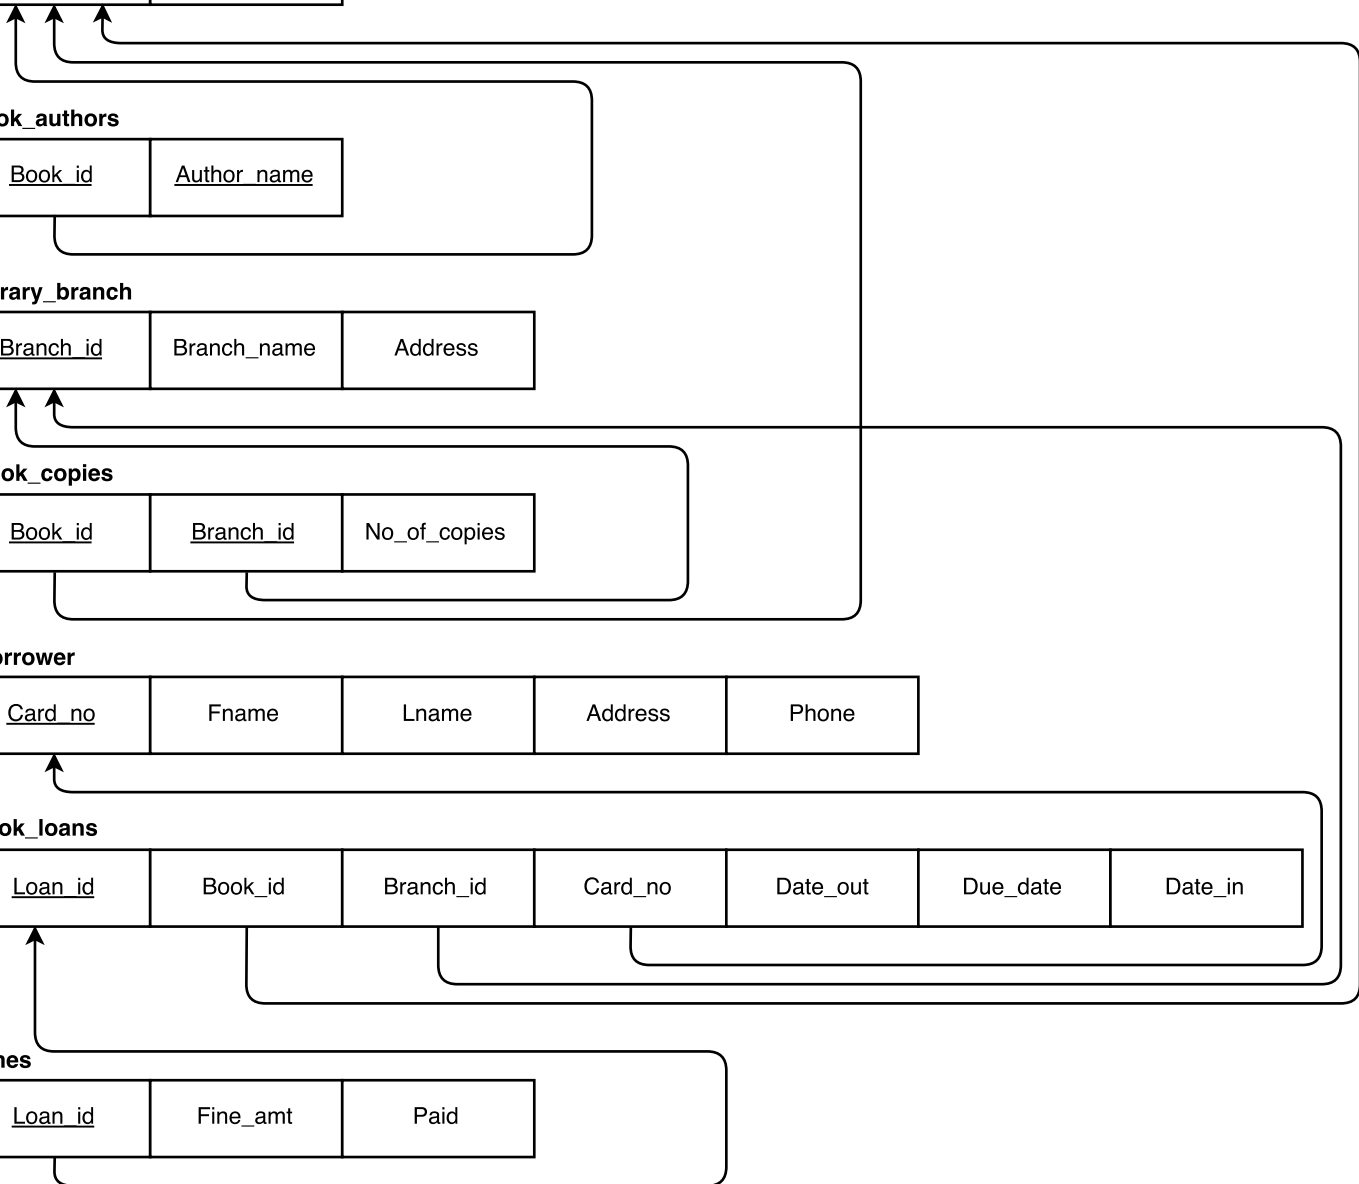 ok_authors
Book_id Author_name
rary_branch
Branch_id Branch_name Address
ok_copies
Book_id Branch_id No_of_copies
orrower
Card_no Fname Lname Address Phone
ok_loans
Loan_id Book_id Branch_id Card_no Date_out Due_date Date_in
nes
Loan_id Fine_amt Paid